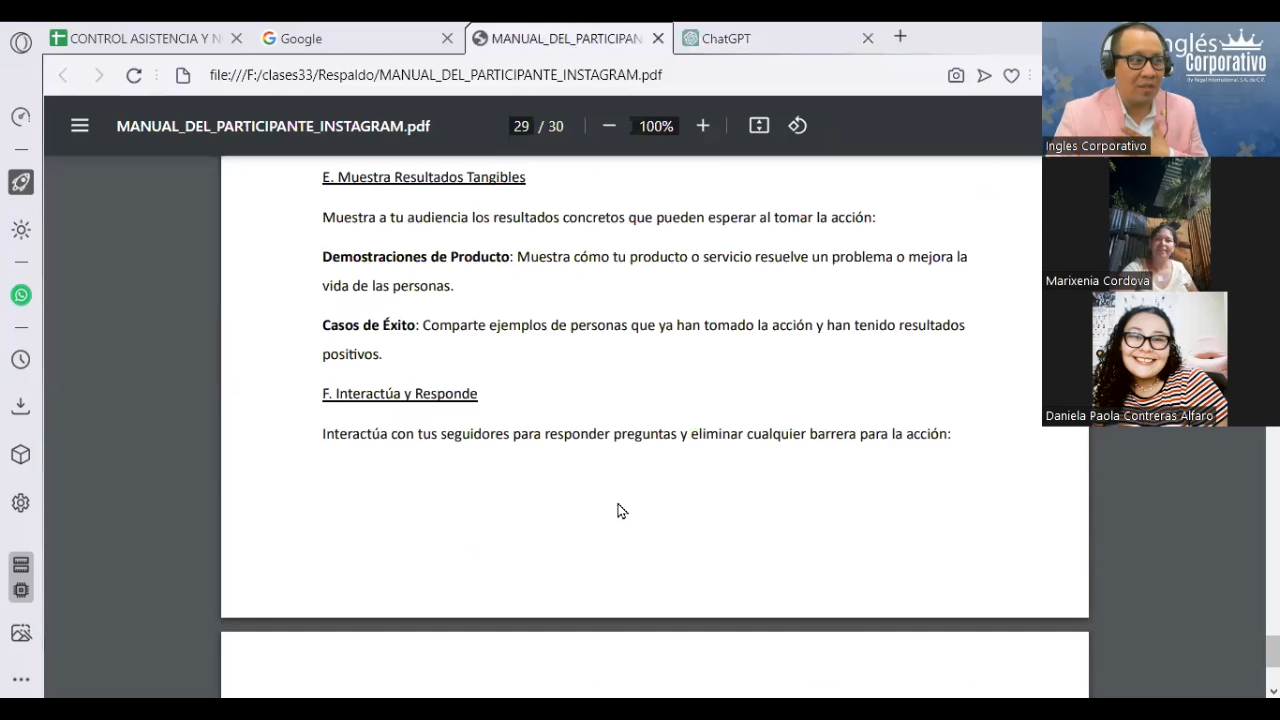 CONTROL ASISTENCIA Y N
Google
MANUAL_DEL_PARTICIPAN
ChatGPT
file:///F:/clases33/Respaldo/MANUAL_DEL_PARTICIPANTE_INSTAGRAM.pdf
MANUAL_DEL_PARTICIPANTE_INSTAGRAM.pdf
29 / 30
100%
E. Muestra Resultados Tangibles
Muestra a tu audiencia los resultados concretos que pueden esperar al tomar la acción:
Demostraciones de Producto: Muestra cómo tu producto o servicio resuelve un problema o mejora la
vida de las personas.
Casos de Éxito: Comparte ejemplos de personas que ya han tomado la acción y han tenido resultados
positivos.
F. Interactúa y Responde
Interactúa con tus seguidores para responder preguntas y eliminar cualquier barrera para la acción:
Inglés
Corporativo
By Regal International, S.A. de C.V.
Ingles Corporativo
Marixenia Cordova
Daniela Paola Contreras Alfaro